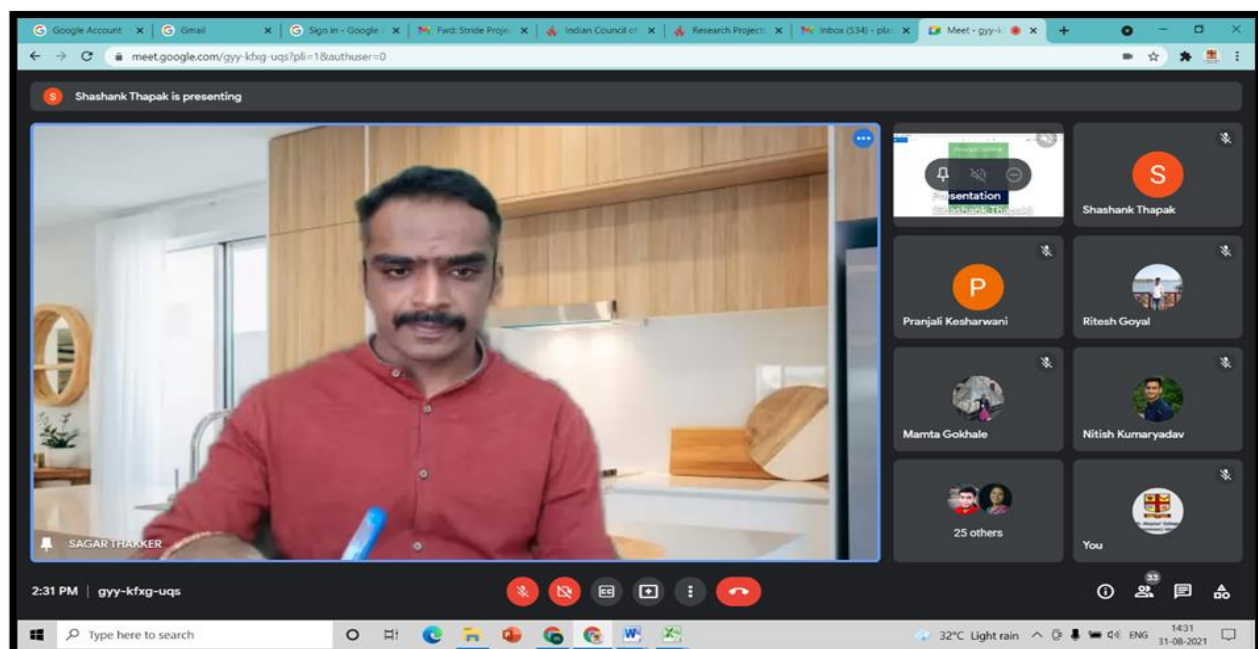 Google Account
Gmail
Sign in - Google
Fwd: Stride Proje
Indian Council of
Research Project:
Inbox (534) - pla
Meet - gyy-k
meet.google.com/gyy-kfxg-uqs?pli=1&authuser=0
S
Shashank Thapak is presenting
Presentation
(Shashank Thapak)
S
Shashank Thapak
P
Pranjali Kesharwani
Ritesh Goyal
Mamta Gokhale
Nitish Kumaryadav
25 others
You
SAGAR THAKKER
2:31 PM | gyy-kfxg-uqs
CC
33
Type here to search
32°C Light rain
ENG
14:31
31-08-2021